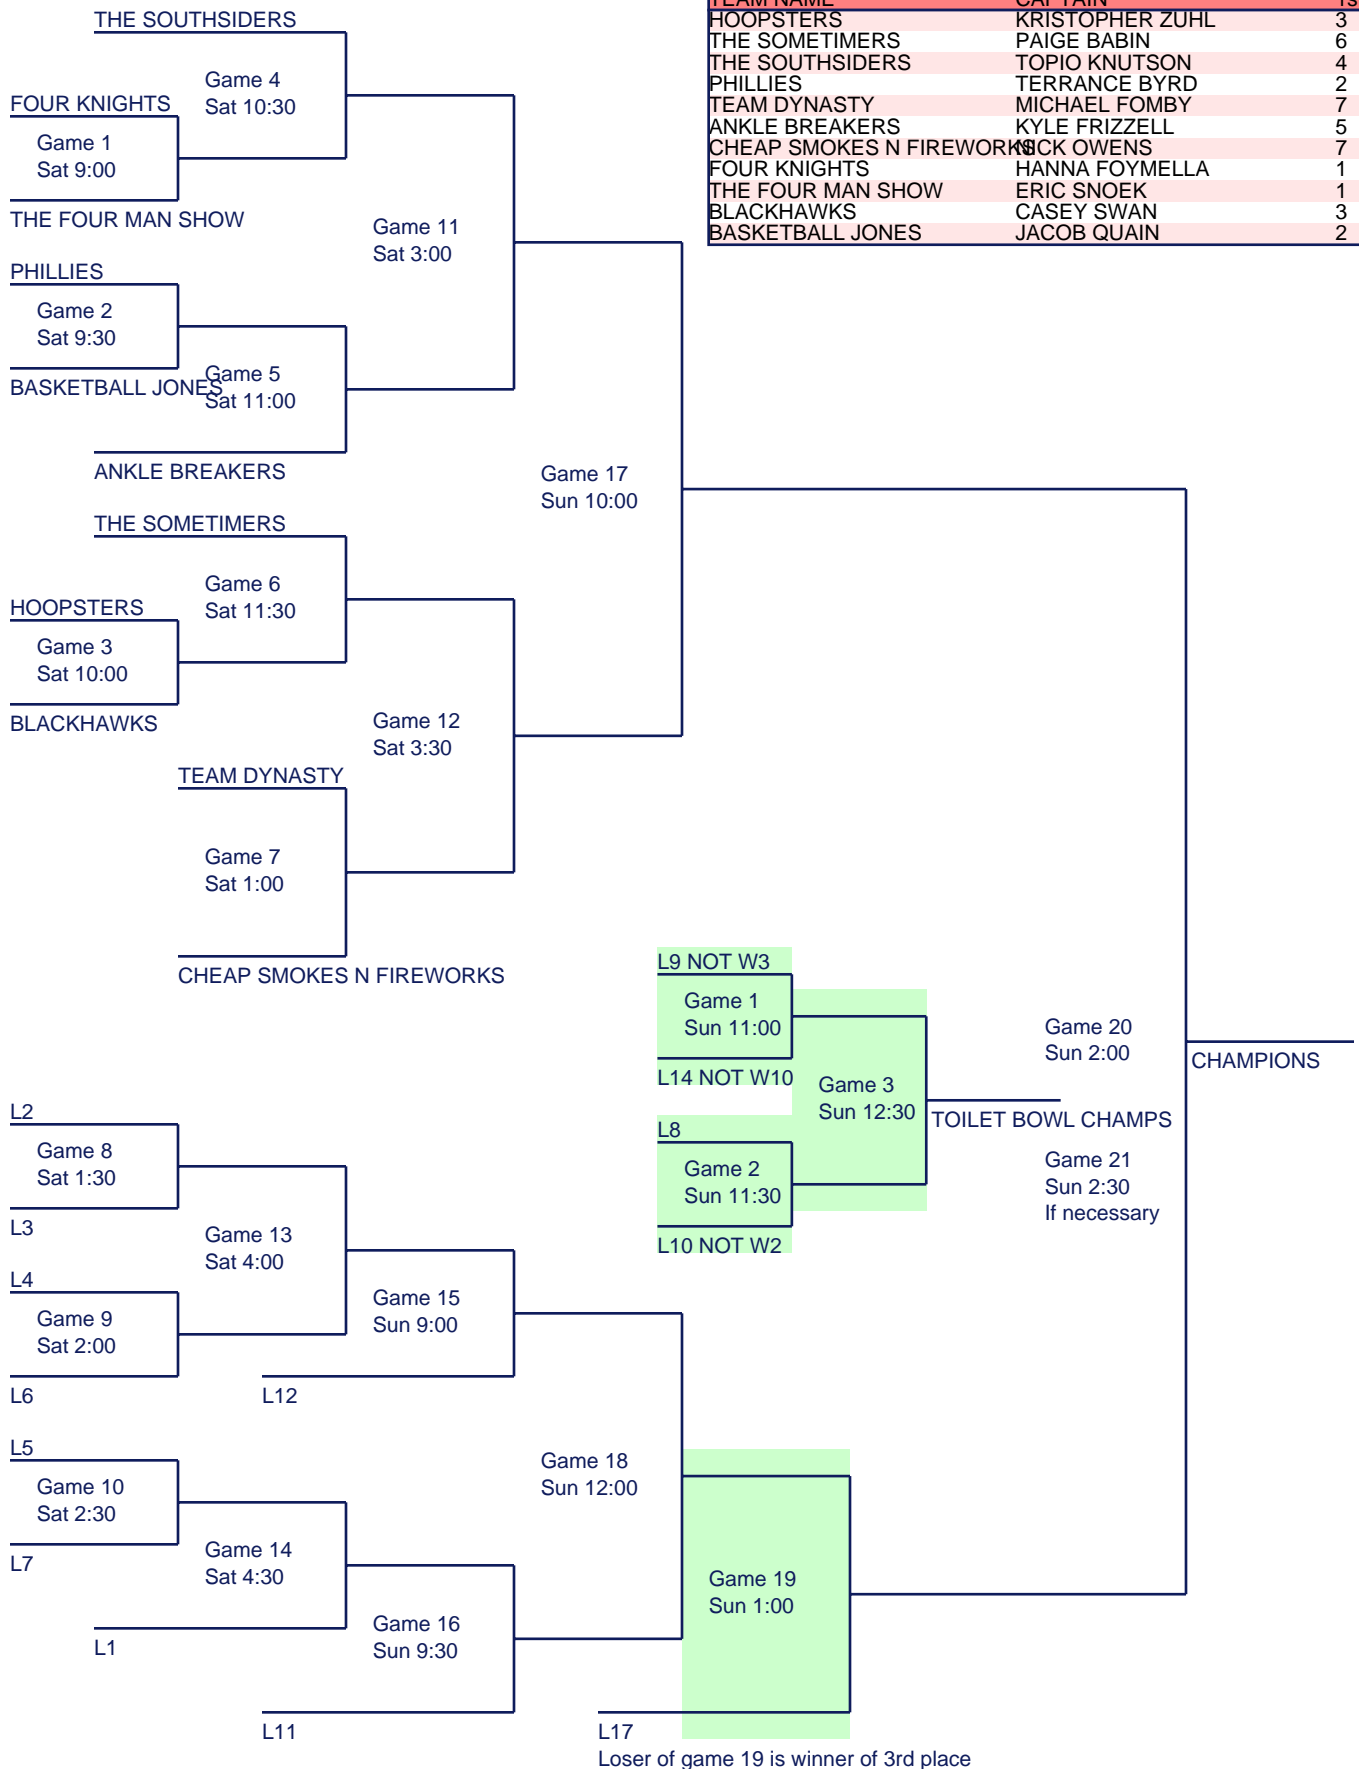 TEAM NAME CAPTAIN 1s
HOOPSTERS KRISTOPHER ZUHL 3
THE SOMETIMERS PAIGE BABIN 6
THE SOUTHSIDERS TOPIO KNUTSON 4
PHILLIES TERRANCE BYRD 2
TEAM DYNASTY MICHAEL FOMBY 7
ANKLE BREAKERS KYLE FRIZZELL 5
CHEAP SMOKES N FIREWORKS NICK OWENS 7
FOUR KNIGHTS HANNA FOYMELLA 1
THE FOUR MAN SHOW ERIC SNOEK 1
BLACKHAWKS CASEY SWAN 3
BASKETBALL JONES JACOB QUAIN 2
THE SOUTHSIDERS
Game 4
Sat 10:30
FOUR KNIGHTS
Game 1
Sat 9:00
THE FOUR MAN SHOW
Game 11
Sat 3:00
PHILLIES
Game 2
Sat 9:30
BASKETBALL JONES
Game 5
Sat 11:00
ANKLE BREAKERS
Game 17
Sun 10:00
THE SOMETIMERS
Game 6
Sat 11:30
HOOPSTERS
Game 3
Sat 10:00
BLACKHAWKS
Game 12
Sat 3:30
TEAM DYNASTY
Game 7
Sat 1:00
CHEAP SMOKES N FIREWORKS
L9 NOT W3
Game 1
Sun 11:00
L14 NOT W10
Game 3
Sun 12:30
L8
Game 2
Sun 11:30
L10 NOT W2
TOILET BOWL CHAMPS
Game 20
Sun 2:00
CHAMPIONS
Game 21
Sun 2:30
If necessary
L2
Game 8
Sat 1:30
L3
Game 13
Sat 4:00
L4
Game 9
Sat 2:00
L6
Game 15
Sun 9:00
L12
L5
Game 10
Sat 2:30
L7
Game 14
Sat 4:30
L1
Game 16
Sun 9:30
L11
Game 18
Sun 12:00
Game 19
Sun 1:00
L17
Loser of game 19 is winner of 3rd place